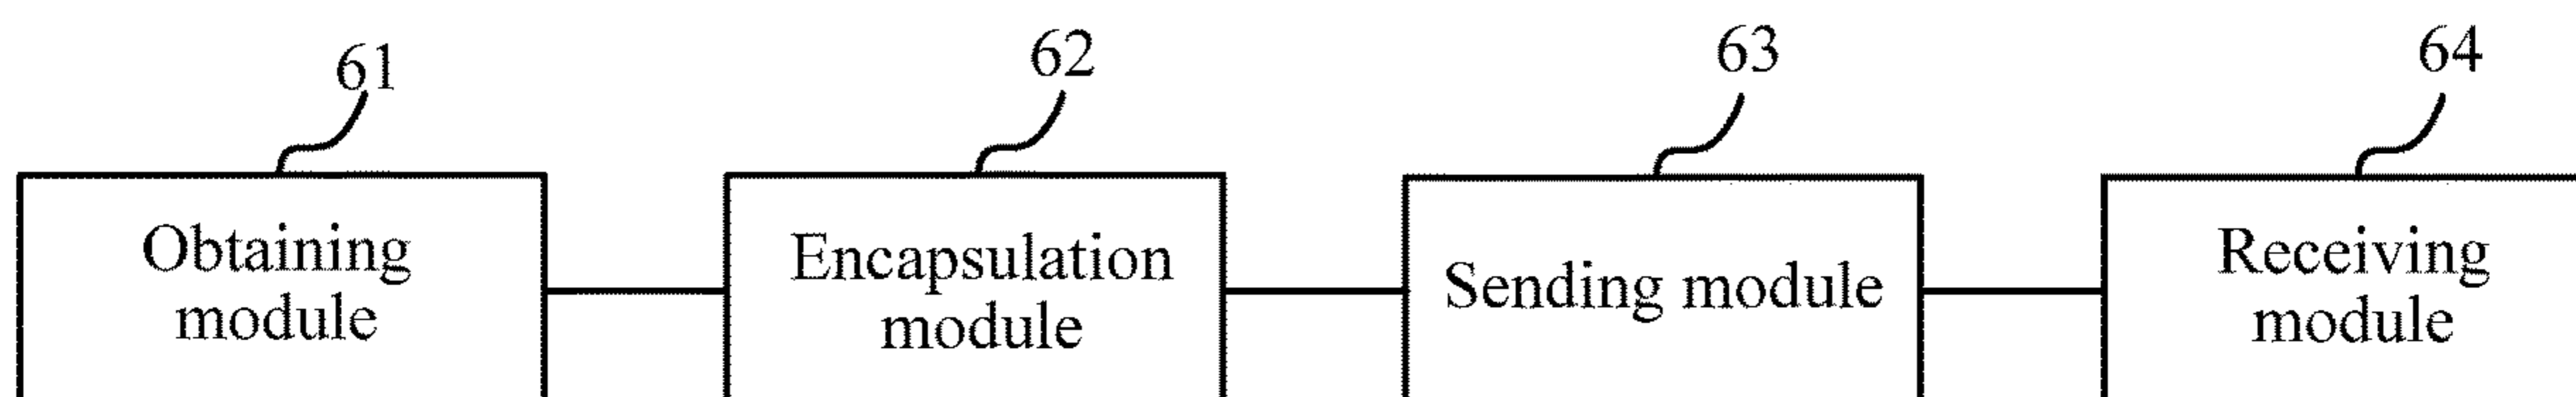 61
62
63
64
Obtaining
module
Encapsulation
module
Sending module
Receiving
module